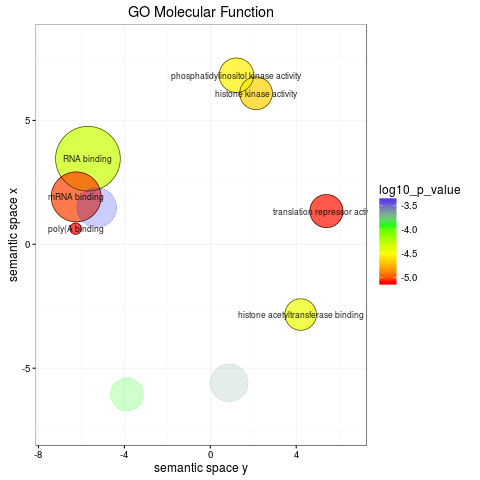 GO Molecular Function
phosphatidylinositol kinase activity
histone kinase activity
5
RNA binding
log10_p_value
mRNA binding
-3.5
translation repressor acti
poly(A binding
-4.0
0
-4.5
-5.0
histone acetyltransferase binding
-5
-8
-4
0
4
semantic space y
semantic space x